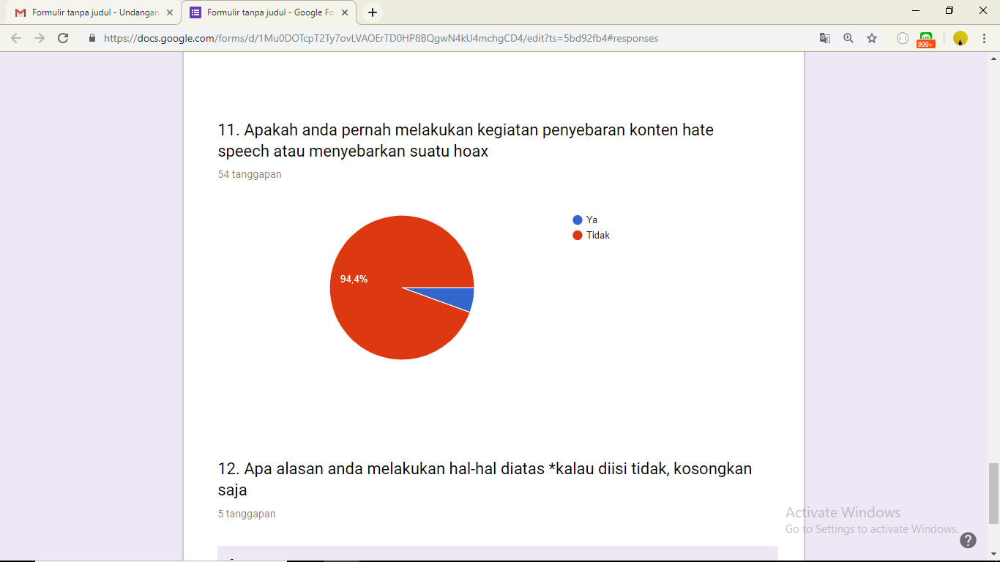 Formulir tanpa judul - Undangan
Formulir tanpa judul - Google Fo
https://docs.google.com/forms/d/1Mu0DOTcpT2Ty7ovLVAOErTD0HP8BQgwN4kU4mchgCD4/edit?ts=5bd92fb4#responses
999+
11. Apakah anda pernah melakukan kegiatan penyebaran konten hate
speech atau menyebarkan suatu hoax
54 tanggapan
Ya
Tidak
94,4%
12. Apa alasan anda melakukan hal-hal diatas *kalau diisi tidak, kosongkan
saja
5 tanggapan
Activate Windows
Go to Settings to activate Windows.